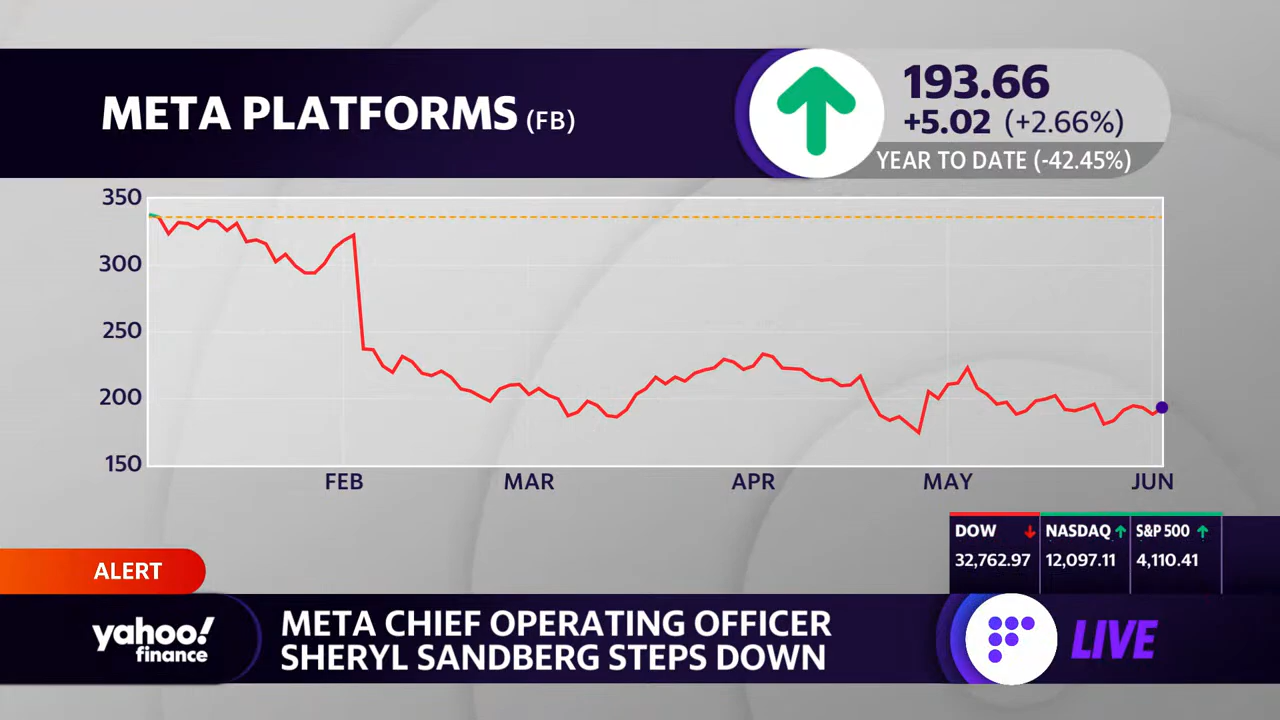 META PLATFORMS (FB)
193.66
+5.02 (+2.66%)
YEAR TO DATE (-42.45%)
350
300
250
200
150
FEB MAR APR MAY JUN
DOW NASDAQ S&P 500
32,762.97 12,097.11 4,110.41
ALERT
yahoo!
finance
META CHIEF OPERATING OFFICER
SHERYL SANDBERG STEPS DOWN
LIVE